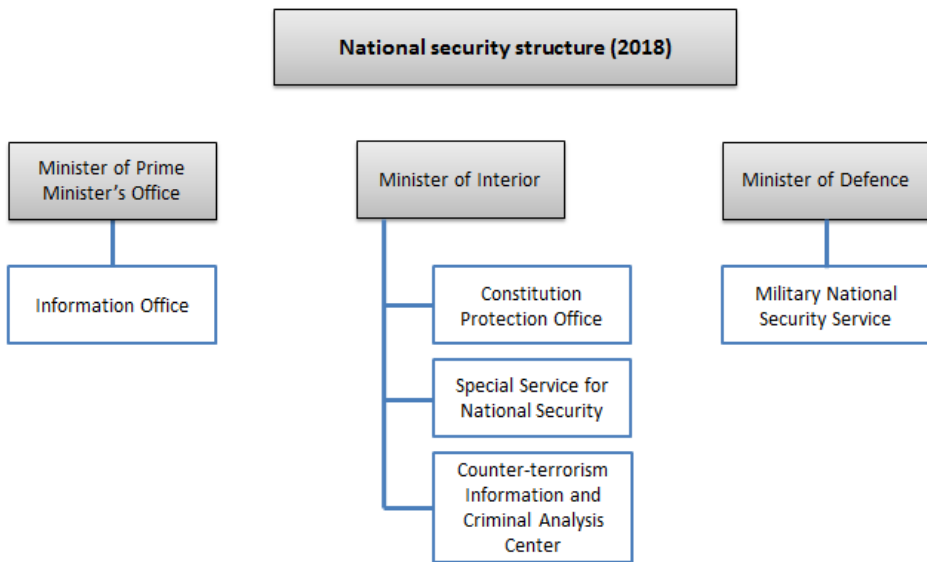 National security structure (2018)
Minister of Prime
Minister's Office
Minister of Interior
Minister of Defence
Information Office
Constitution
Protection Office
Military National
Security Service
Special Service for
National Security
Counter-terrorism
Information and
Criminal Analysis
Center